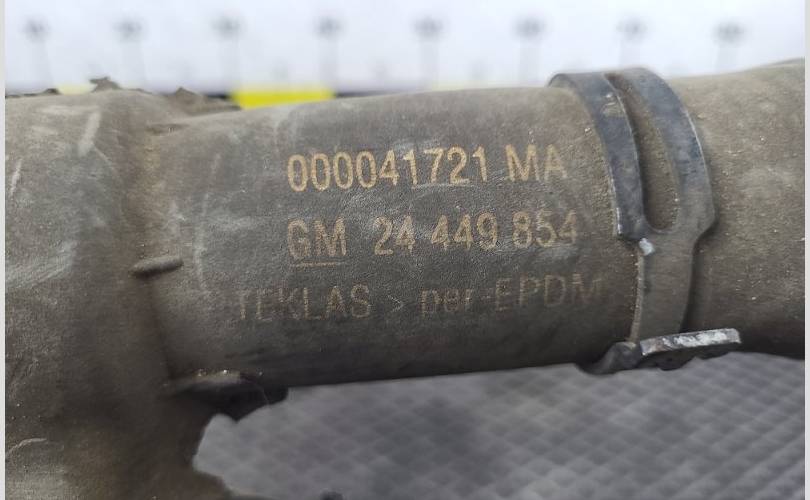 000041721 MA
GM 24 449 854
TEKLAS > per-EPDM